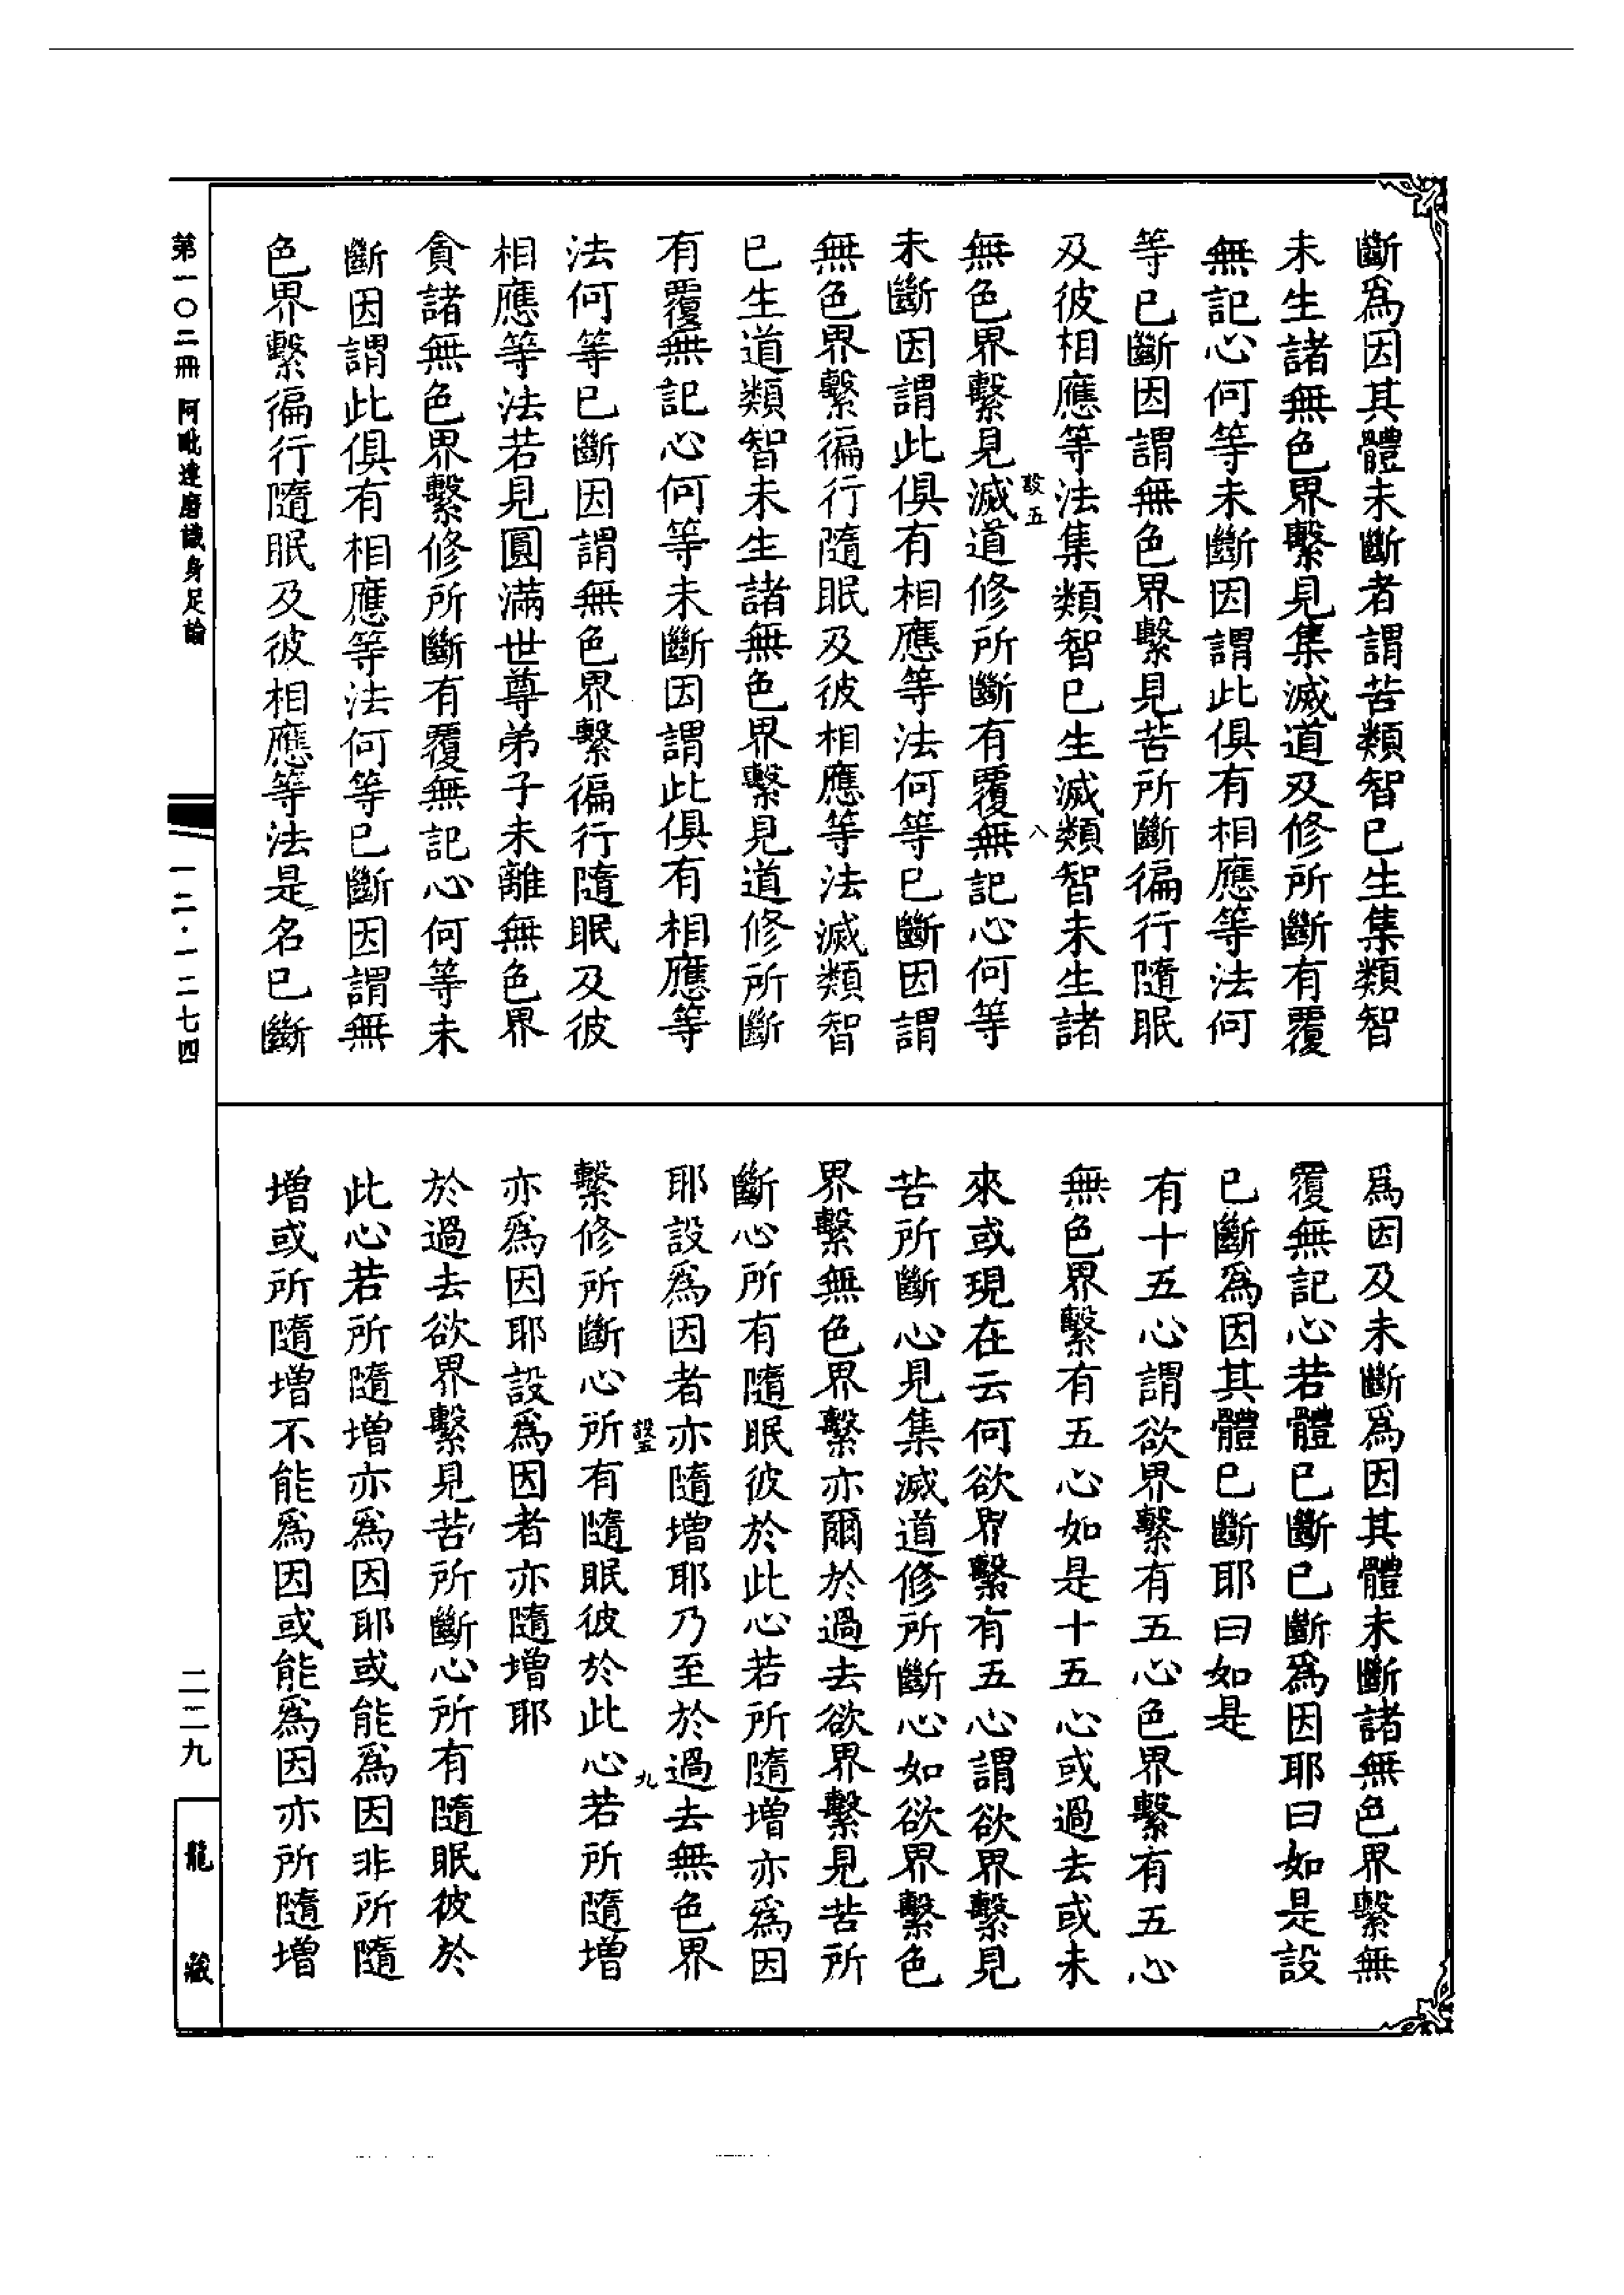 斷爲因其體未斷者謂苦類智已生集類智
未生諸無色界繫見集滅道及修所斷有覆
無記心何等未斷因謂此俱有相應等法何
等已斷因謂無色界繫見苦所斷徧行隨眠
及彼相應等法集類智已生滅類智未生諸
設五
八
無色界繫見滅道修所斷有覆無記心何等
未斷因謂此俱有相應等法何等已斷因謂
無色界繫徧行隨眠及彼相應等法滅類智
已生道類智未生諸無色界繫見道修所斷
有覆無記心何等未斷因謂此俱有相應等
法何等已斷因謂無色界繫徧行隨眠及彼
相應等法若見圓滿世尊弟子未離無色界
貪諸無色界繫修所斷有覆無記心何等未
斷因謂此俱有相應等法何等已斷因謂無
色界繫徧行隨眠及彼相應等法是名已斷
爲因及未斷爲因其體未斷諸無色界繫無
覆無記心若體已斷已斷爲因耶曰如是設
已斷爲因其體已斷耶曰如是
有十五心謂欲界繫有五心色界繫有五心
無色界繫有五心如是十五心或過去或未
來或現在云何欲界繫有五心謂欲界繫見
苦所斷心見集滅道修所斷心如欲界繫色
界繫無色界繫亦爾於過去欲界繫見苦所
斷心所有隨眠彼於此心若所隨增亦爲因
耶設爲因者亦隨增耶乃至於過去無色界
設五
九
繫修所斷心所有隨眠彼於此心若所隨增
亦爲因耶設爲因者亦隨增耶
於過去欲界繫見苦所斷心所有隨眠彼於
此心若所隨增亦爲因耶或能爲因非所隨
增或所隨增不能爲因或能爲因亦所隨增
第一〇二冊 阿毗達磨識身足論
一二·一二七四
二二九
龍藏